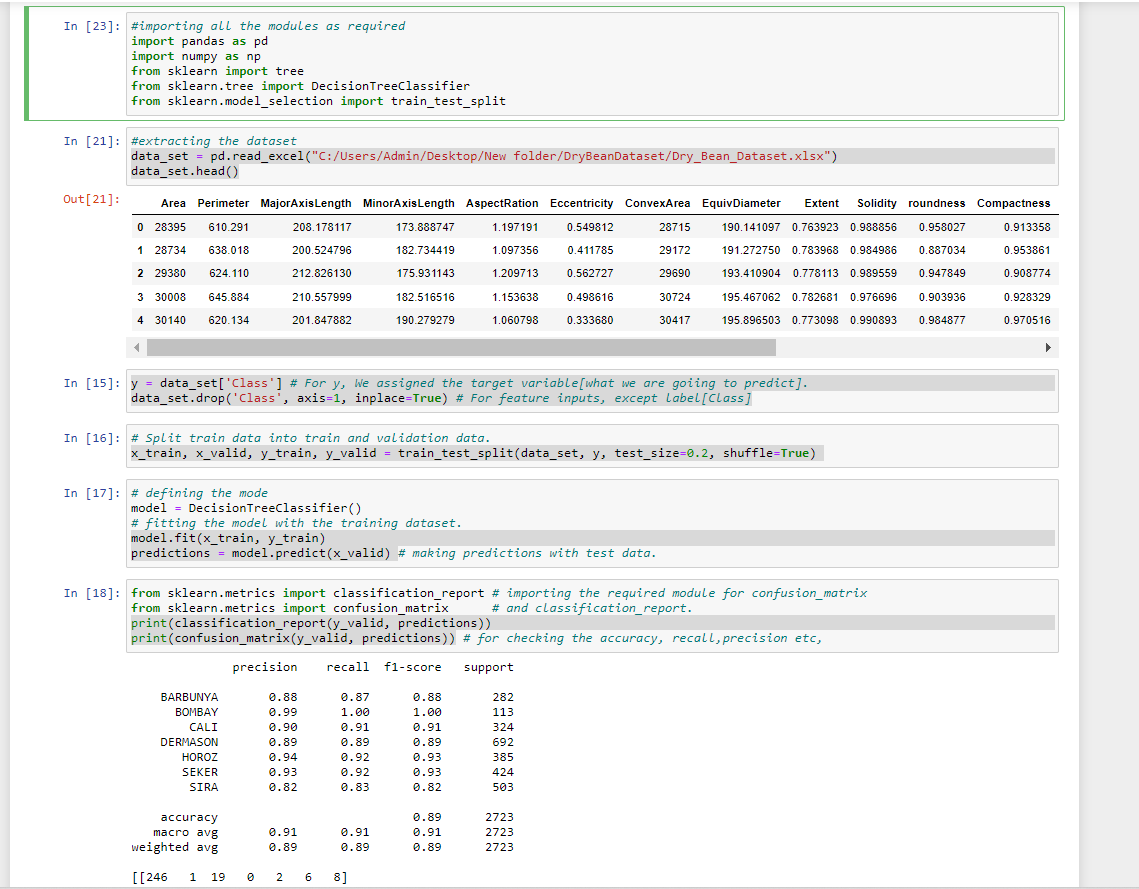 In [23]: #importing all the modules as required
import pandas as pd
import numpy as np
from sklearn import tree
from sklearn.tree import DecisionTreeClassifier
from sklearn.model_selection import train_test_split
In [21]: #extracting the dataset
data_set = pd.read_excel("C:/Users/Admin/Desktop/New folder/DryBeanDataset/Dry_Bean_Dataset.xlsx")
data_set.head()
Out[21]:
Area Perimeter MajorAxisLength MinorAxisLength AspectRation Eccentricity ConvexArea EquivDiameter Extent Solidity roundness Compactness
0 28395 610.291 208.178117 173.888747 1.197191 0.549812 28715 190.141097 0.763923 0.988856 0.958027 0.913358
1 28734 638.018 200.524796 182.734419 1.097356 0.411785 29172 191.272750 0.783968 0.984986 0.887034 0.953861
2 29380 624.110 212.826130 175.931143 1.209713 0.562727 29690 193.410904 0.778113 0.989559 0.947849 0.908774
3 30008 645.884 210.557999 182.516516 1.153638 0.498616 30724 195.467062 0.782681 0.976696 0.903936 0.928329
4 30140 620.134 201.847882 190.279279 1.060798 0.333680 30417 195.896503 0.773098 0.990893 0.984877 0.970516
In [15]: y = data_set['Class'] # For y, We assigned the target variable[what we are goiing to predict].
data_set.drop('Class', axis=1, inplace=True) # For feature inputs, except label[Class]
In [16]: # Split train data into train and validation data.
x_train, x_valid, y_train, y_valid = train_test_split(data_set, y, test_size=0.2, shuffle=True)
In [17]: # defining the mode
model = DecisionTreeClassifier()
# fitting the model with the training dataset.
model.fit(x_train, y_train)
predictions = model.predict(x_valid) # making predictions with test data.
In [18]: from sklearn.metrics import classification_report # importing the required module for confusion_matrix
from sklearn.metrics import confusion_matrix # and classification_report.
print(classification_report(y_valid, predictions))
print(confusion_matrix(y_valid, predictions)) # for checking the accuracy, recall,precision etc,
precision recall f1-score support
BARBUNYA 0.88 0.87 0.88 282
BOMBAY 0.99 1.00 1.00 113
CALI 0.90 0.91 0.91 324
DERMASON 0.89 0.89 0.89 692
HOROZ 0.94 0.92 0.93 385
SEKER 0.93 0.92 0.93 424
SIRA 0.82 0.83 0.82 503
accuracy 0.89 2723
macro avg 0.91 0.91 0.91 2723
weighted avg 0.89 0.89 0.89 2723
[[246 1 19 0 2 6 8]